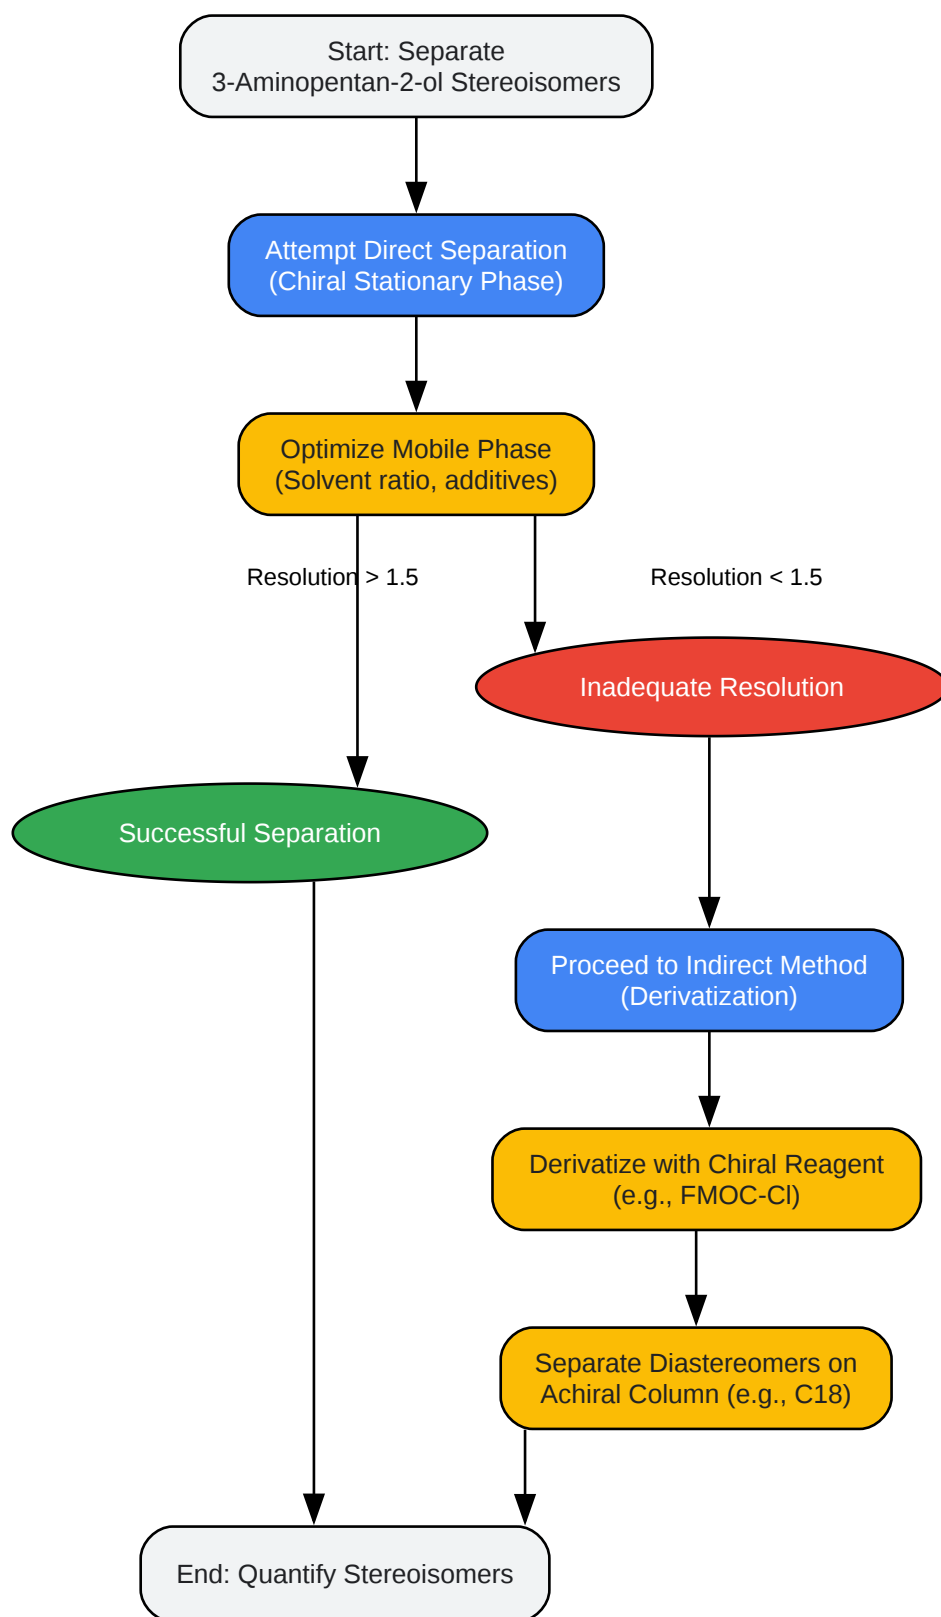 Start: Separate
3-Aminopentan-2-ol Stereoisomers
Attempt Direct Separation
(Chiral Stationary Phase)
Optimize Mobile Phase
(Solvent ratio, additives)
Resolution > 1.5
Resolution < 1.5
Inadequate Resolution
Successful Separation
Proceed to Indirect Method
(Derivatization)
Derivatize with Chiral Reagent
(e.g., FMOC-Cl)
Separate Diastereomers on
Achiral Column (e.g., C18)
End: Quantify Stereoisomers